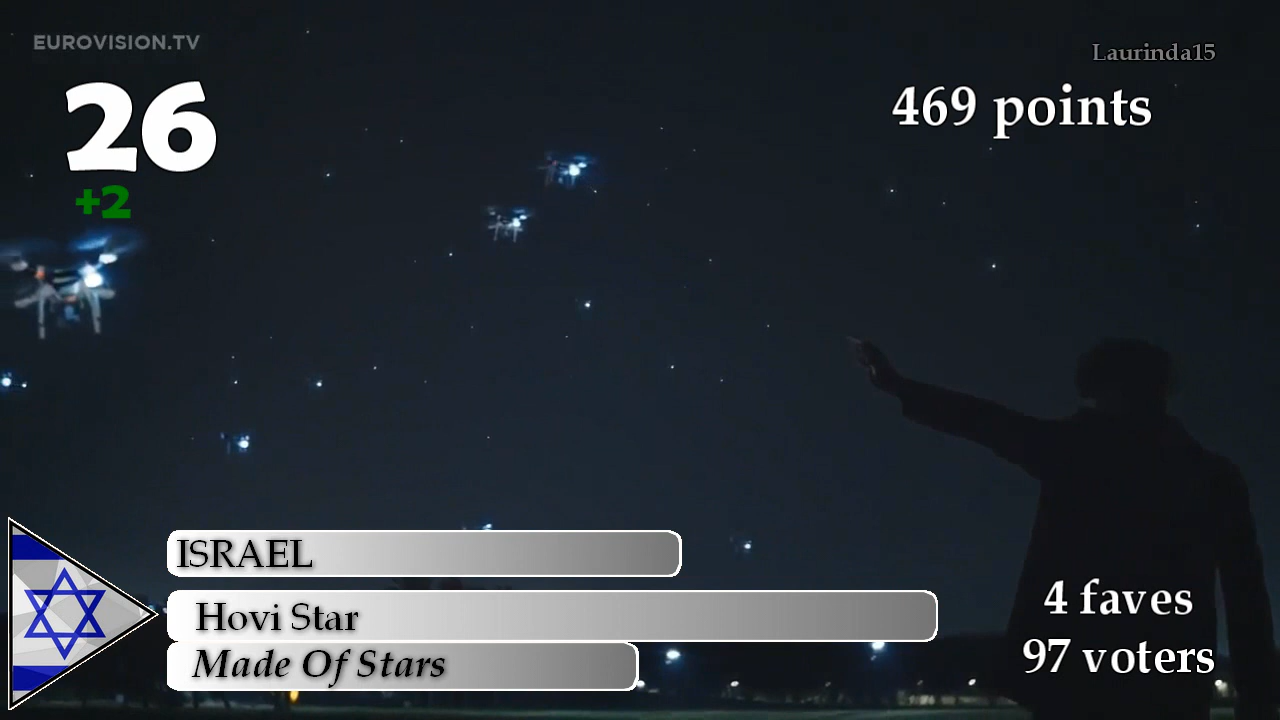 EUROVISION.TV
Laurinda15
26
469 points
+2
ISRAEL
Hovi Star
Made Of Stars
4 faves
97 voters